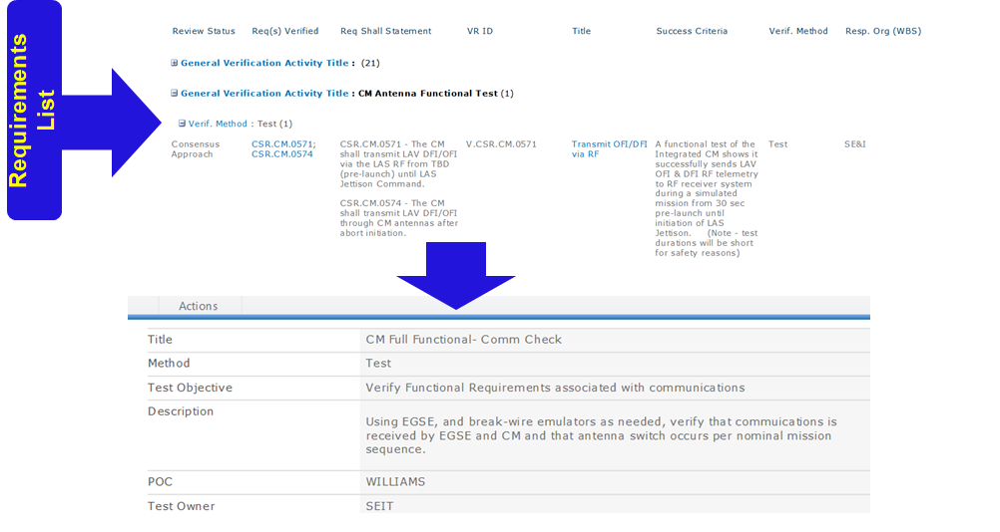 Requirements
List
Review Status Req(s) Verified Req Shall Statement VR ID Title Success Criteria Verif. Method Resp. Org (WBS)
General Verification Activity Title : (21)
General Verification Activity Title : CM Antenna Functional Test (1)
Verif. Method : Test (1)
Consensus
Approach
CSR.CM.0571;
CSR.CM.0574
CSR.CM.0571 - The CM
shall transmit LAV DFI/OFI
via the LAS RF from TBD
(pre-launch) until LAS
Jettison Command.
CSR.CM.0574 - The CM
shall transmit LAV DFI/OFI
through CM antennas after
abort initiation.
V.CSR.CM.0571
Transmit OFI/DFI
via RF
A functional test of the
Integrated CM shows it
successfully sends LAV
OFI & DFI RF telemetry
to RF receiver system
during a simulated
mission from 30 sec
pre-launch until
initiation of LAS
Jettison. (Note - test
durations will be short
for safety reasons)
Test
SE&I
Actions
Title CM Full Functional- Comm Check
Method Test
Test Objective Verify Functional Requirements associated with communications
Description
Using EGSE, and break-wire emulators as needed, verify that commuications is
received by EGSE and CM and that antenna switch occurs per nominal mission
sequence.
POC WILLIAMS
Test Owner SEIT